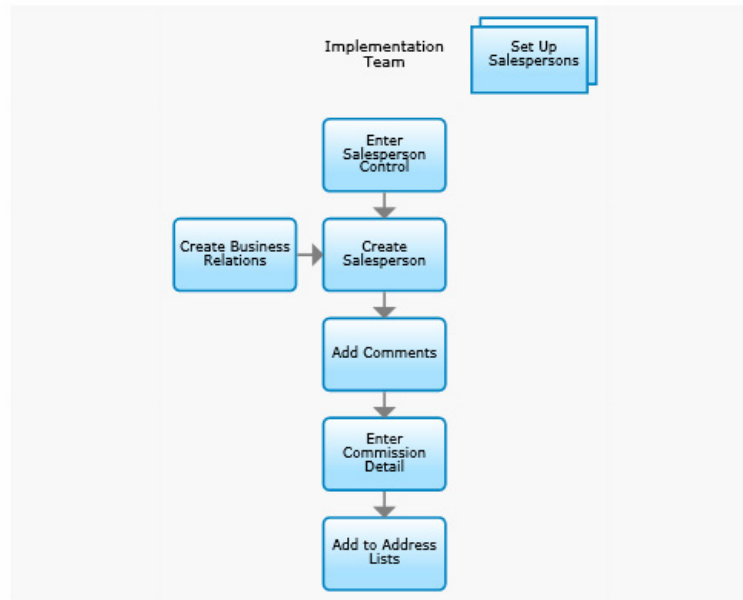 Implementation
Team
Set Up
Salespersons
Enter
Salesperson
Control
Create Business
Relations
Create
Salesperson
Add Comments
Enter
Commission
Detail
Add to Address
Lists